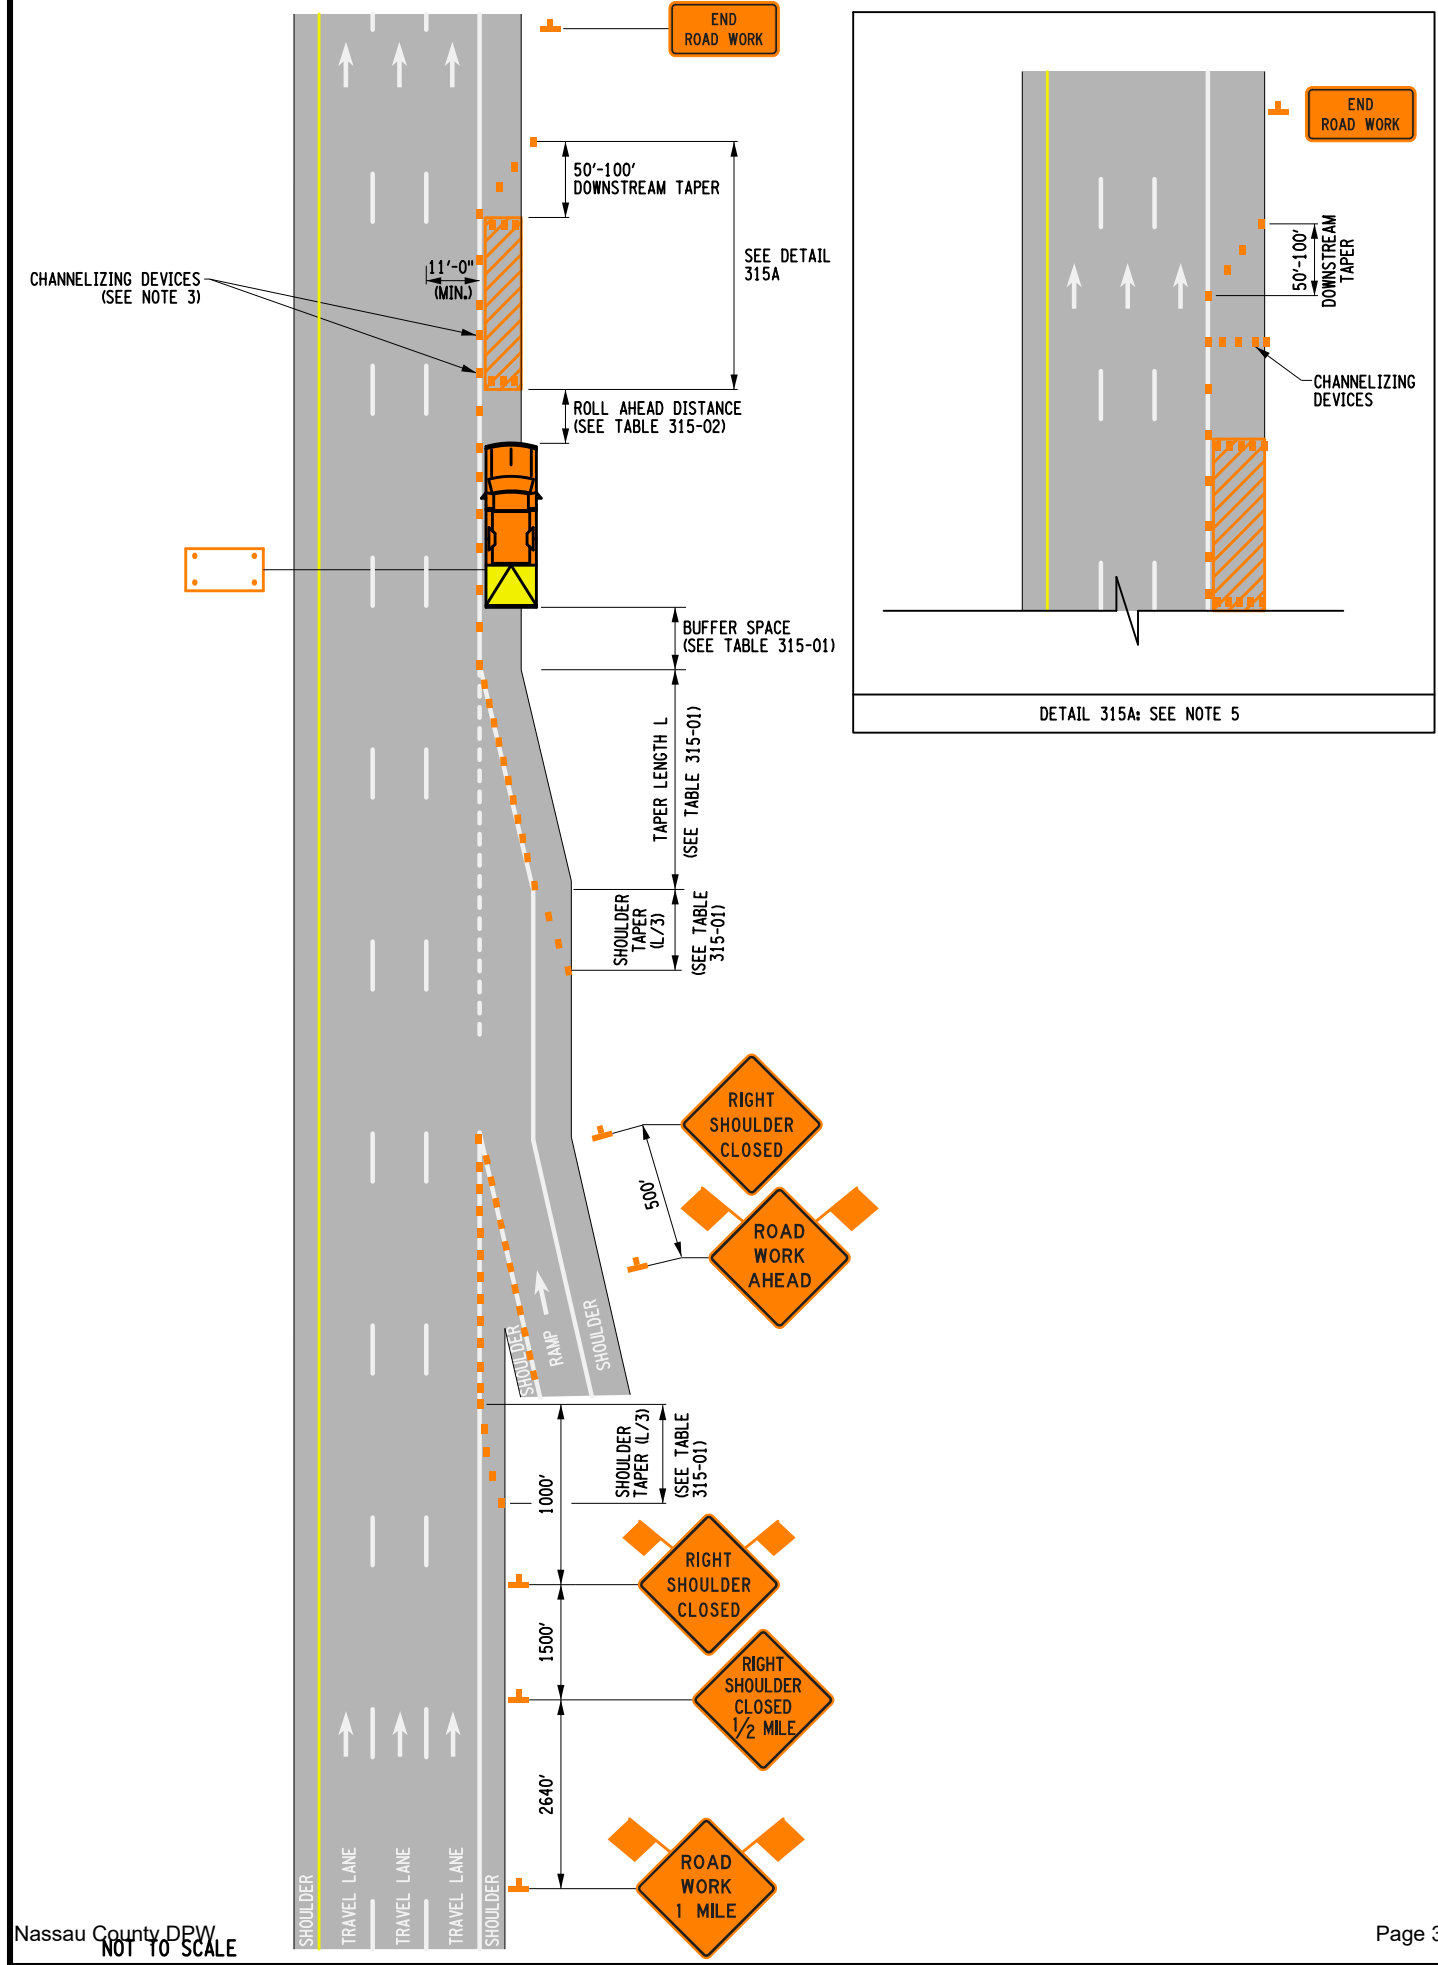 END
ROAD WORK
50'-100'
DOWNSTREAM TAPER
SEE DETAIL
315A
11'-0"
(MIN.)
CHANNELIZING DEVICES
(SEE NOTE 3)
ROLL AHEAD DISTANCE
(SEE TABLE 315-02)
BUFFER SPACE
(SEE TABLE 315-01)
TAPER LENGTH L
(SEE TABLE 315-01)
SHOULDER
TAPER
(L/3)
(SEE TABLE
315-01)
END
ROAD WORK
50'-100'
DOWNSTREAM
TAPER
CHANNELIZING
DEVICES
DETAIL 315A: SEE NOTE 5
RIGHT
SHOULDER
CLOSED
500'
ROAD
WORK
AHEAD
SHOULDER
RAMP
SHOULDER
SHOULDER
TAPER (L/3)
(SEE TABLE
315-01)
1000'
RIGHT
SHOULDER
CLOSED
1500'
RIGHT
SHOULDER
CLOSED
1/2 MILE
2640'
ROAD
WORK
1 MILE
SHOULDER
TRAVEL LANE
TRAVEL LANE
TRAVEL LANE
SHOULDER
Nassau County DPW
NOT TO SCALE
Page 3